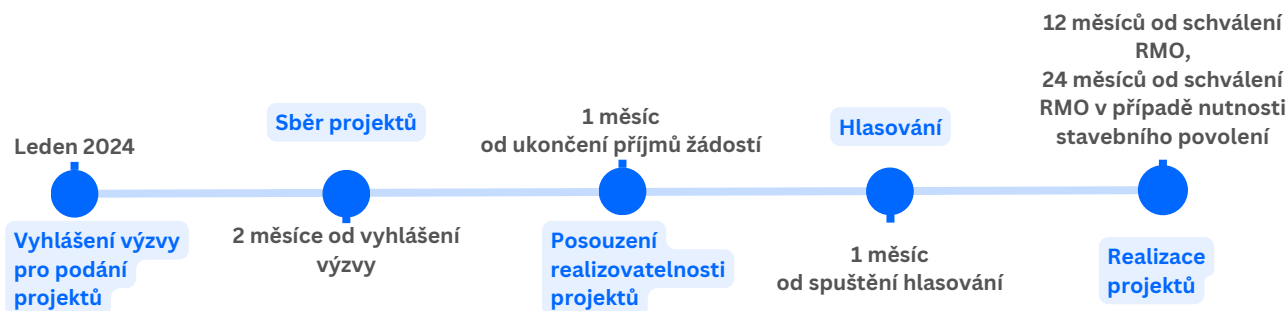 Leden 2024
Vyhlášení výzvy
pro podání
projektů
Sběr projektů
2 měsíce od vyhlášení
výzvy
1 měsíc
od ukončení příjmů žádostí
Posouzení
realizovatelnosti
projektů
Hlasování
1 měsíc
od spuštění hlasování
12 měsíců od schválení
RMO,
24 měsíců od schválení
RMO v případě nutnosti
stavebního povolení
Realizace
projektů